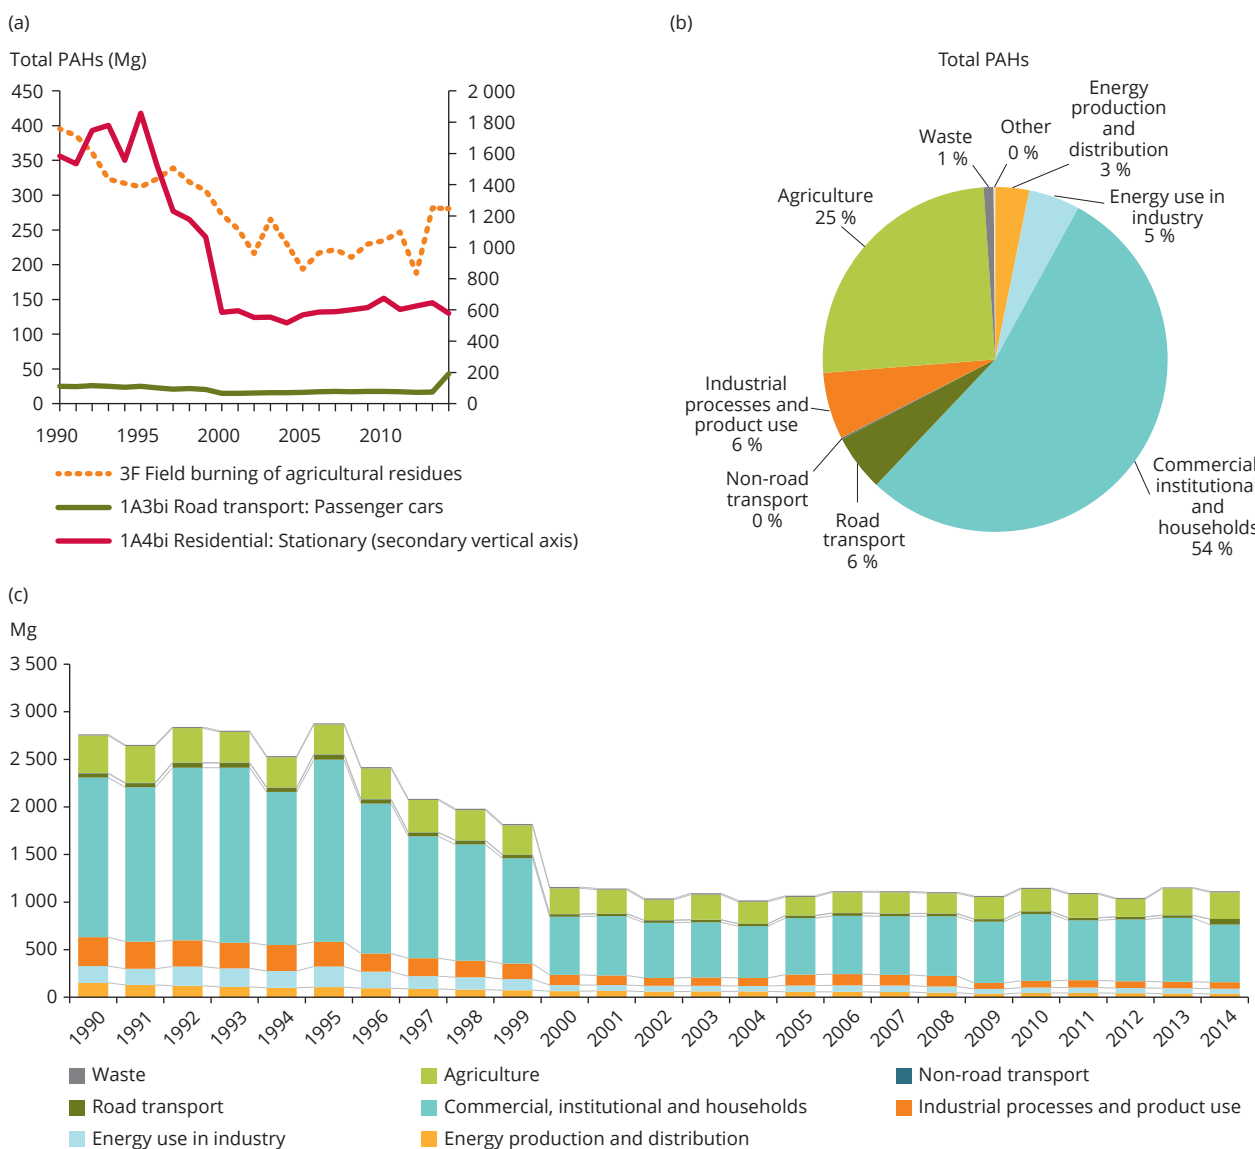 (a)
Total PAHs (Mg)
450
400
350
300
250
200
150
100
50
0
2 000
1 800
1 600
1 400
1 200
1 000
800
600
400
200
0
1990
1995
2000
2005
2010
3F Field burning of agricultural residues
1A3bi Road transport: Passenger cars
1A4bi Residential: Stationary (secondary vertical axis)
(b)
Total PAHs
Waste
1 %
Other
0 %
Energy
production
and
distribution
3 %
Energy use in
industry
5 %
Agriculture
25 %
Industrial
processes and
product use
6 %
Non-road
transport
0 %
Road
transport
6 %
Commercial,
institutional
and
households
54 %
(c)
Mg
3 500
3 000
2 500
2 000
1 500
1 000
500
0
1990
1991
1992
1993
1994
1995
1996
1997
1998
1999
2000
2001
2002
2003
2004
2005
2006
2007
2008
2009
2010
2011
2012
2013
2014
Waste
Agriculture
Non-road transport
Road transport
Commercial, institutional and households
Industrial processes and product use
Energy use in industry
Energy production and distribution